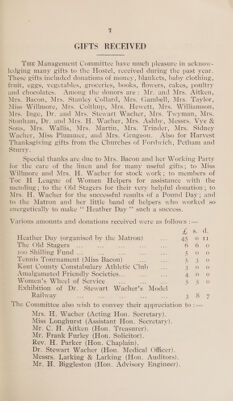 7
GIFTS RECEIVED
THE Management Committee have much pleasure in acknow-
ledging many gifts to the Hostel, received during the past year.
These gifts included donations of money, blankets, baby clothing,
fruit, eggs, vegetables, groceries, books, flowers, cakes, poultry
and chocolates. Among the donors are: Mr. and Mrs. Aitken,
Mrs. Bacon, Mrs. Stanley Collard, Mrs. Gambell, Mrs. Taylor,
Miss Willmore, Mrs. Colthup, Mrs. Hewett, Mrs. Williamson,
Mrs. Inge, Dr. and Mrs. Stewart Wacher, Mrs. Twyman, Mrs.
Stonham, Dr. and Mrs. H. Wacher, Mrs. Ashby, Messrs. Vye &
Sons, Mrs. Wallis, Mrs. Martin, Mrs. Trinder, Mrs. Sidney
Wacher, Miss Plummer, and Mrs. Grugeon. Also for Harvest
Thanksgiving gifts from the Churches of Fordwich, Petham and
Sturry.
Special thanks are due to Mrs. Bacon and her Working Party
for the care of the linen and for many useful gifts; to Miss
Willmore and Mrs. H. Wacher for stock work; to members of
Toc H League of Women Helpers for assistance with the
mending; to the Old Stagers for their very helpful donation; to
Mrs. H. Wacher for the successful results of a Pound Day; and
to the Matron and her little band of helpers who worked so
energetically to make "Heather Day" such a success.
Various amounts and donations received were as follows:—
£ s. d.
Heather Day (organised by the Matron) ... 45 0 11
The Old Stagers ... ... ... ... 6 6 0
100 Shilling Fund ... ... ... ... 5 0 0
Tennis Tournament (Miss Bacon) ... 5 3 0
Kent County Constabulary Athletic Club ... 3 0 0
Amalgamated Friendly Societies... ... 4 0 0
Women's Wheel of Service ... ... 5 5 0
Exhibition of Dr. Stewart Wacher's Model
Railway ... ... ... ... 3 8 7
The Committee also wish to convey their appreciation to:—
Mrs. H. Wacher (Acting Hon. Secretary).
Miss Longhurst (Assistant Hon. Secretary).
Mr. C. H. Aitken (Hon. Treasurer).
Mr. Frank Furley (Hon. Solicitor).
Rev. H. Parker (Hon. Chaplain).
Dr. Stewart Wacher (Hon. Medical Officer).
Messrs. Larking & Larking (Hon. Auditors).
Mr. H. Biggleston (Hon. Advisory Engineer).